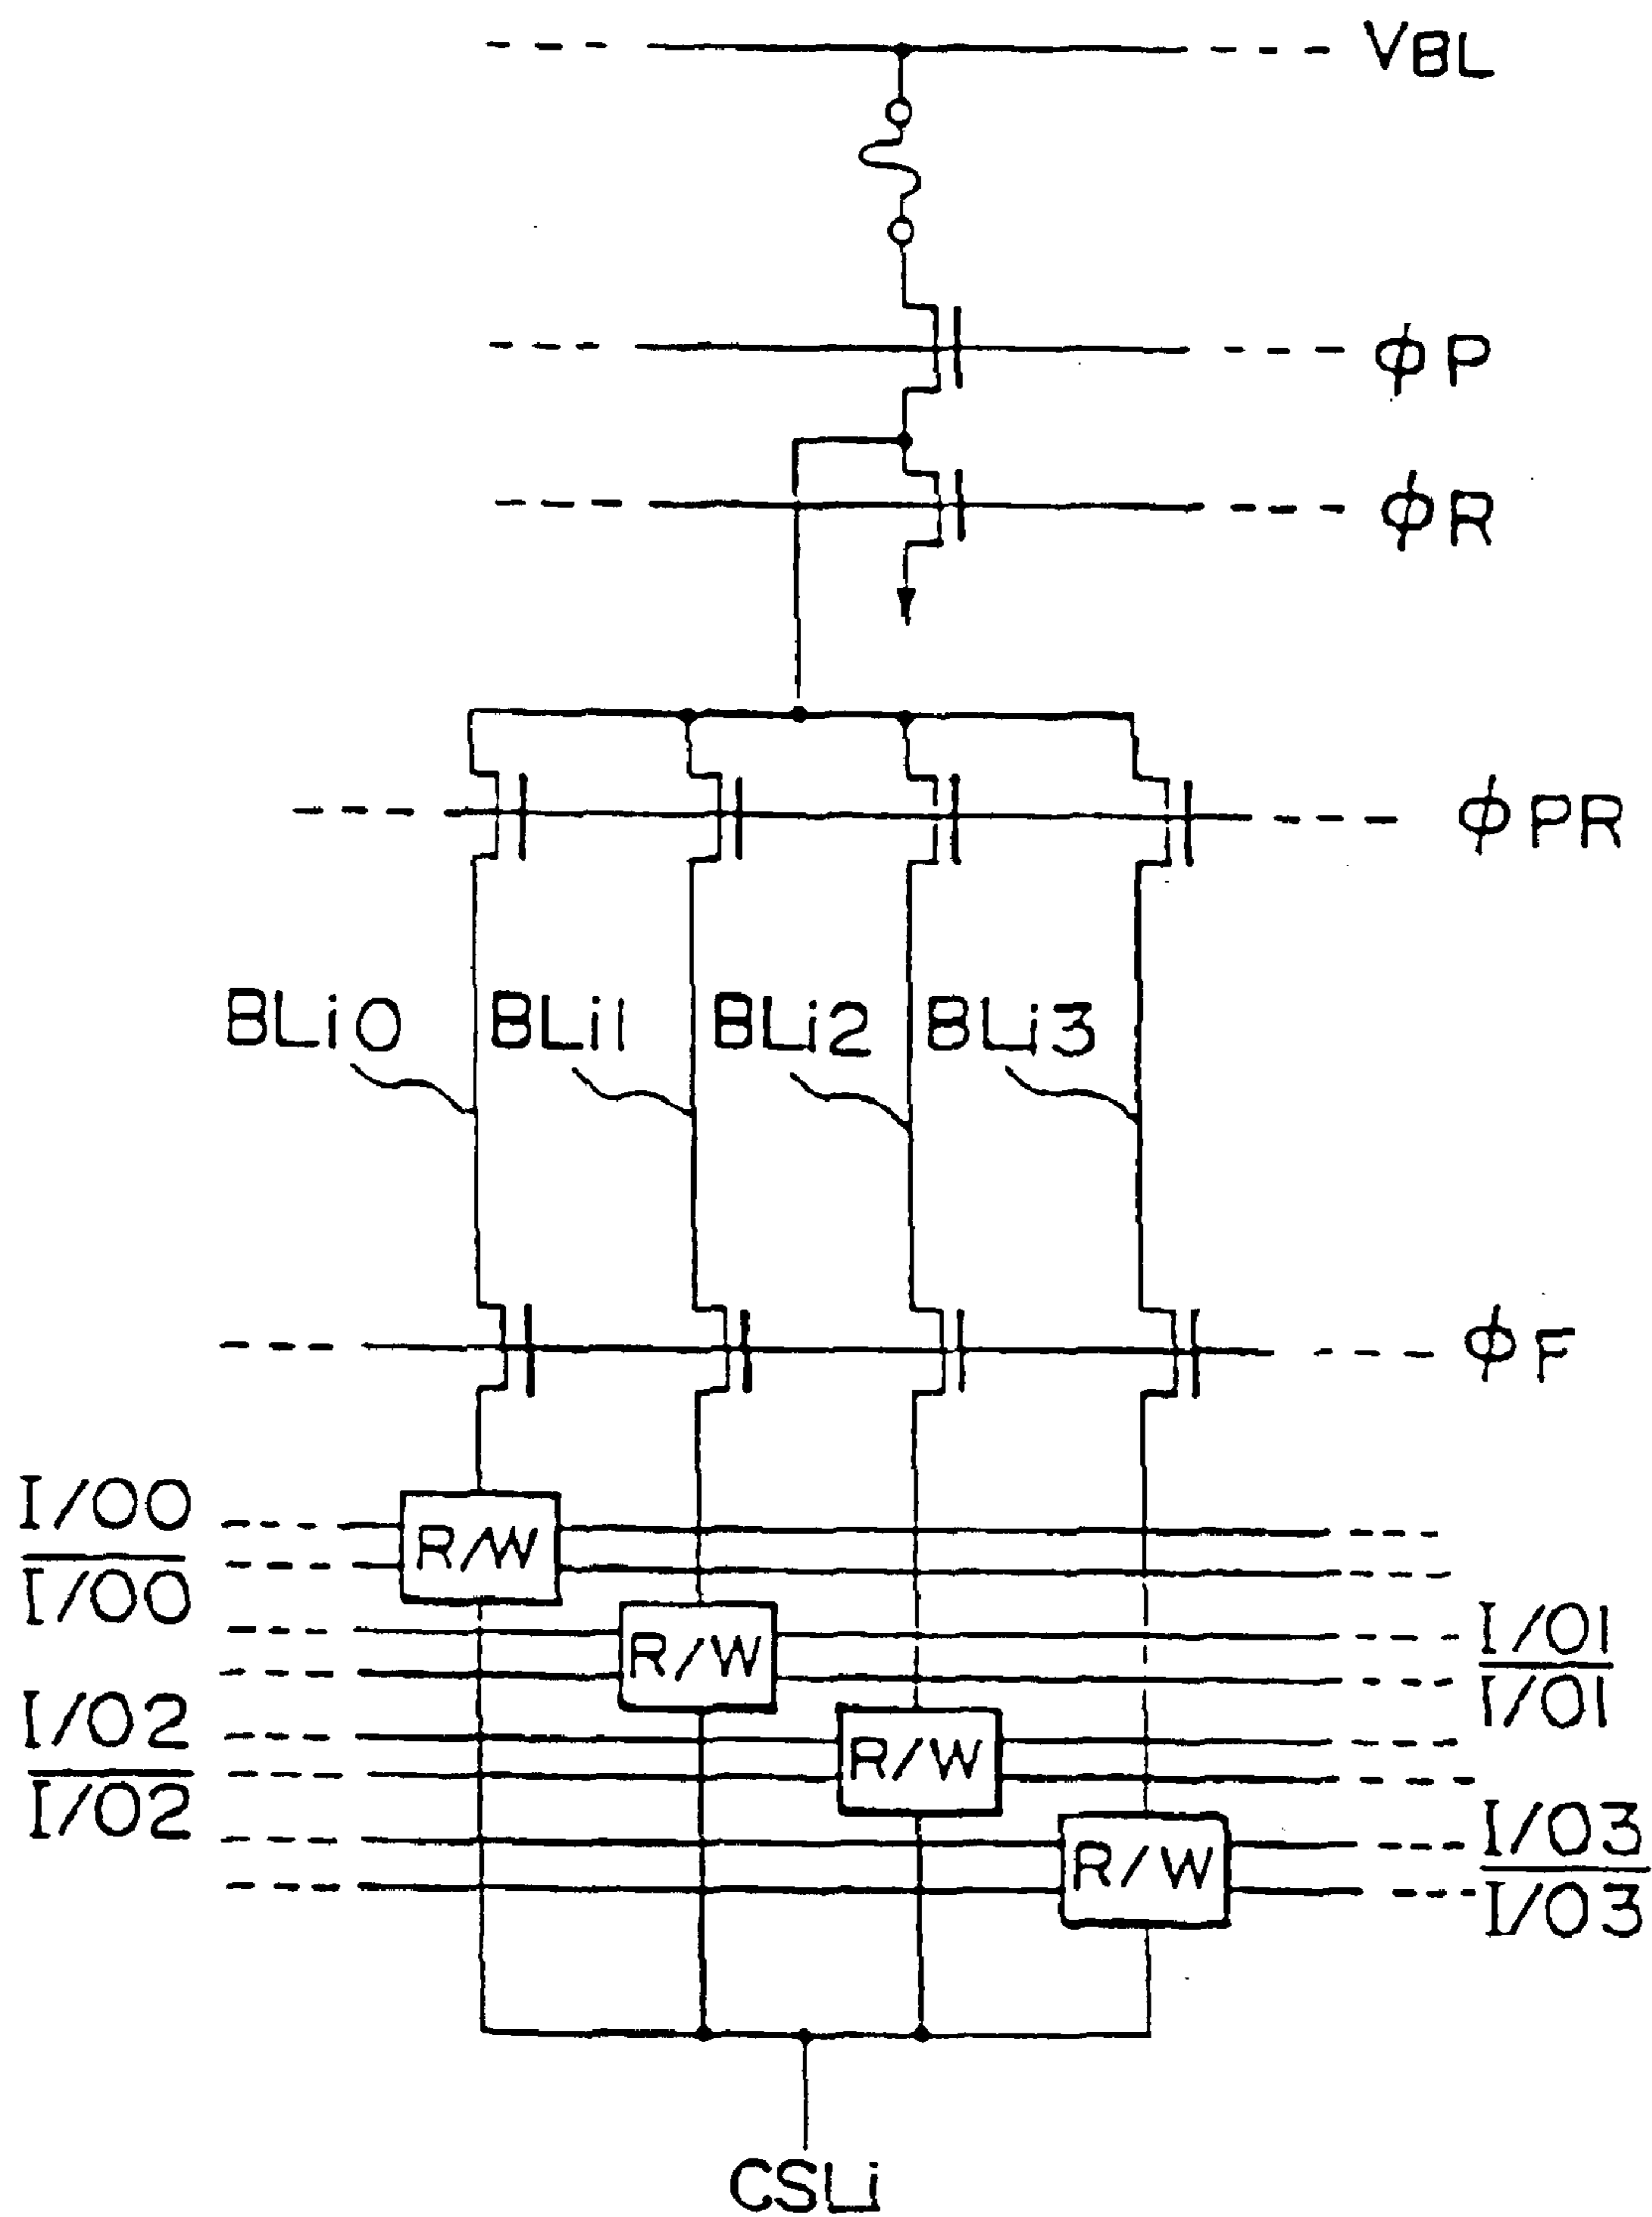 VBL
ϕP
ϕR
ϕPR
BLi0 BLi1 BLi2 BLi3
ϕF
I/O0
I/O0
R/W
I/O1
I/O1
R/W
I/O2
I/O2
R/W
I/O3
I/O3
R/W
CSLi